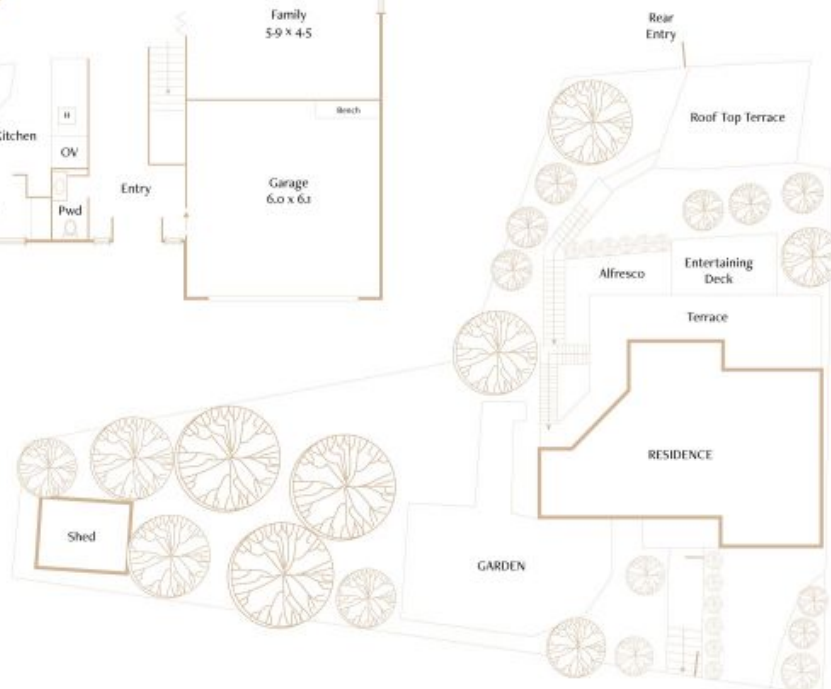 Family
5.9 x 4.5
Bench
Kitchen
OV
Pwd
Entry
Garage
6.0 x 6.1
Rear
Entry
Roof Top Terrace
Alfresco
Entertaining
Deck
Terrace
RESIDENCE
Shed
GARDEN